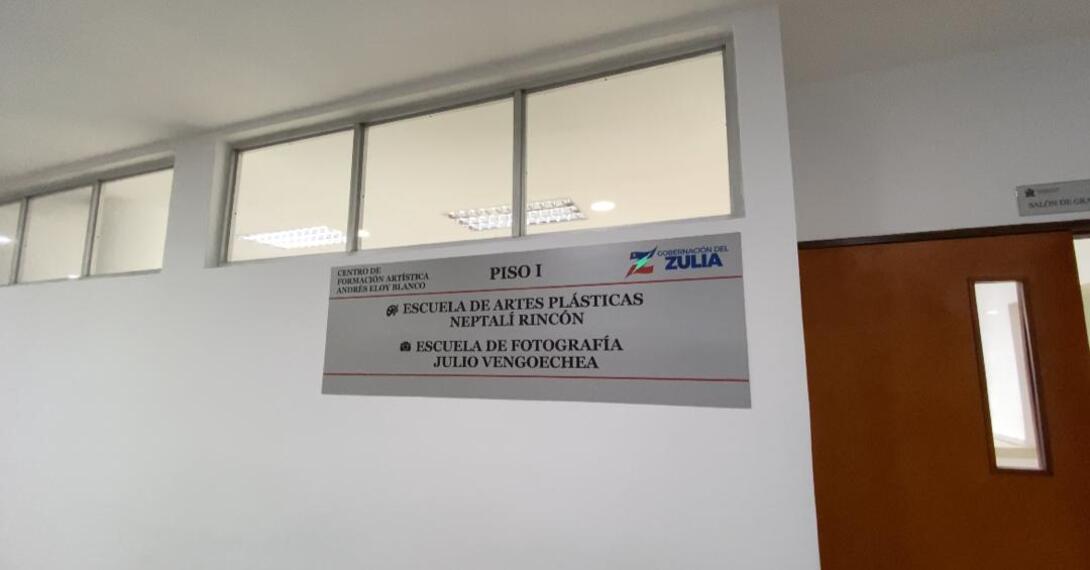 CENTRO DE
FORMACIÓN ARTÍSTICA
ANDRÉS ELOY BLANCO
PISO I
GOBERNACIÓN DEL
ZULIA
ESCUELA DE ARTES PLÁSTICAS
NEPTALÍ RINCÓN
ESCUELA DE FOTOGRAFÍA
JULIO VENGOECHEA
SALÓN DE